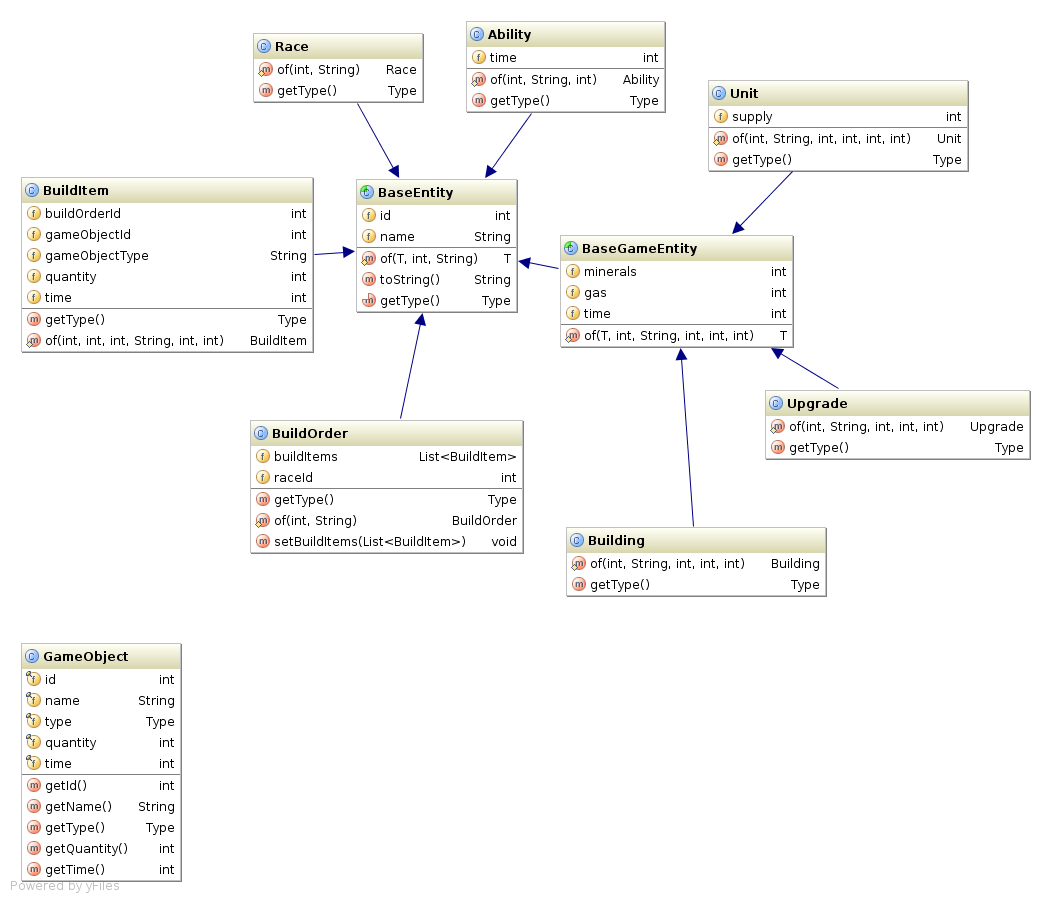 Race
of(int, String) Race
getType() Type
Ability
time int
of(int, String, int) Ability
getType() Type
Unit
supply int
of(int, String, int, int, int, int) Unit
getType() Type
BuildItem
buildOrderId int
gameObjectId int
gameObjectType String
quantity int
time int
getType() Type
of(int, int, int, String, int, int) BuildItem
BaseEntity
id int
name String
of(T, int, String) T
toString() String
getType() Type
BaseGameEntity
minerals int
gas int
time int
of(T, int, String, int, int, int) T
Upgrade
of(int, String, int, int, int) Upgrade
getType() Type
BuildOrder
buildItems List<BuildItem>
raceId int
getType() Type
of(int, String) BuildOrder
setBuildItems(List<BuildItem>) void
Building
of(int, String, int, int, int) Building
getType() Type
GameObject
id int
name String
type Type
quantity int
time int
getId() int
getName() String
getType() Type
getQuantity() int
getTime() int
Powered by yFiles